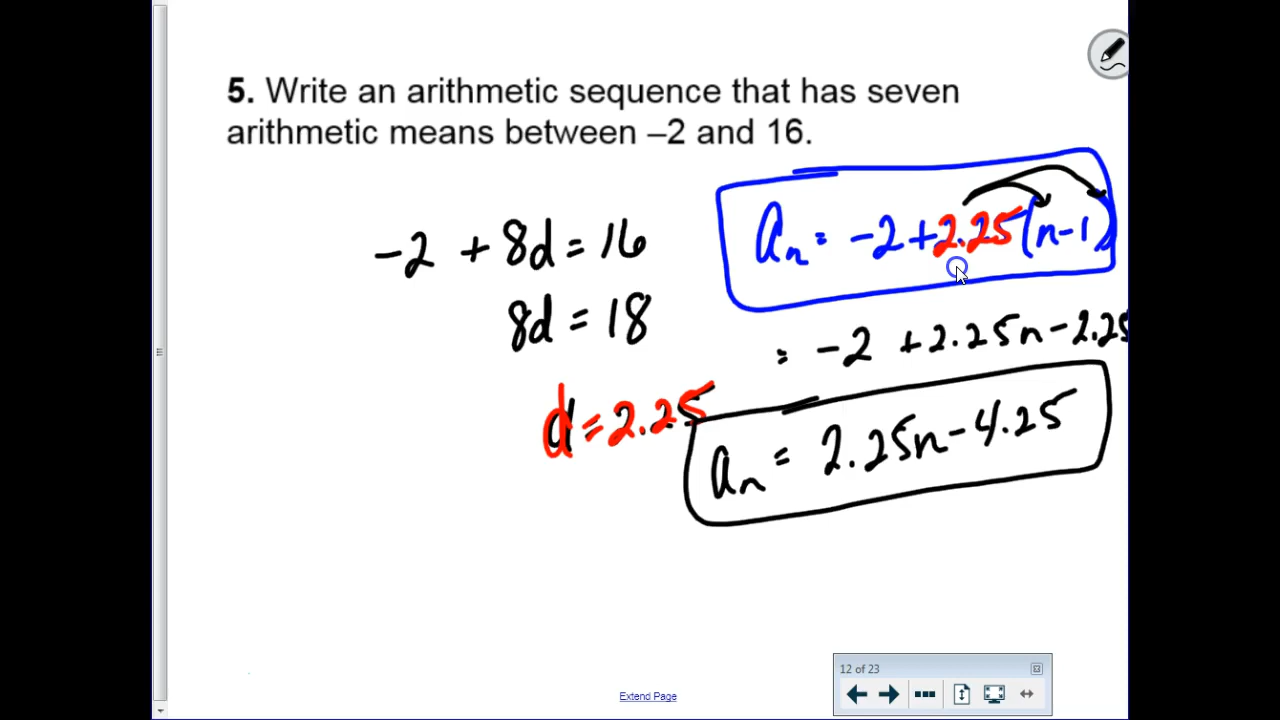 5. Write an arithmetic sequence that has seven
arithmetic means between –2 and 16.
-2 + 8d = 16
8d = 18
d = 2.25
aₙ = -2 + 2.25(n-1)
= -2 + 2.25n - 2.25
aₙ = 2.25n - 4.25
12 of 23
Extend Page